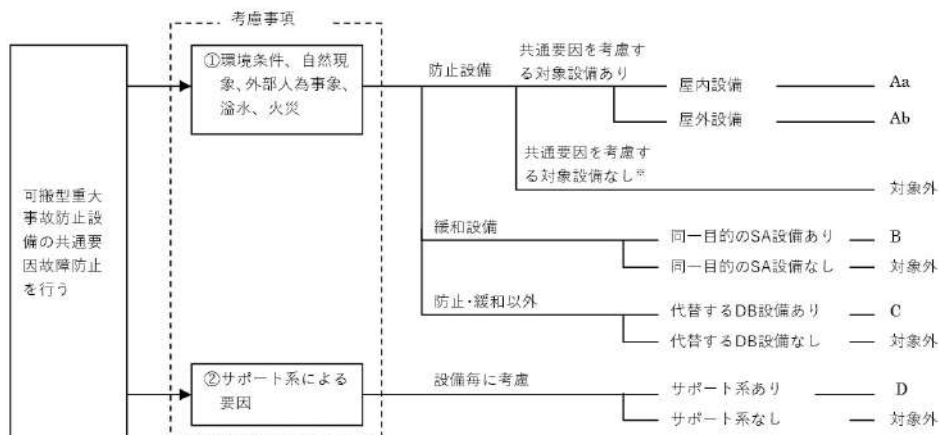 考慮事項
可搬型重大
事故防止設
備の共通要
因故障防止
を行う
①環境条件、自然現
象、外部人為事象、
溢水、火災
防止設備
共通要因を考慮す
る対象設備あり
屋内設備
Aa
屋外設備
Ab
共通要因を考慮す
る対象設備なし※
対象外
緩和設備
同一目的のSA設備あり
B
同一目的のSA設備なし
対象外
防止・緩和以外
代替するDB設備あり
C
代替するDB設備なし
対象外
②サポート系による
要因
設備毎に考慮
サポート系あり
D
サポート系なし
対象外